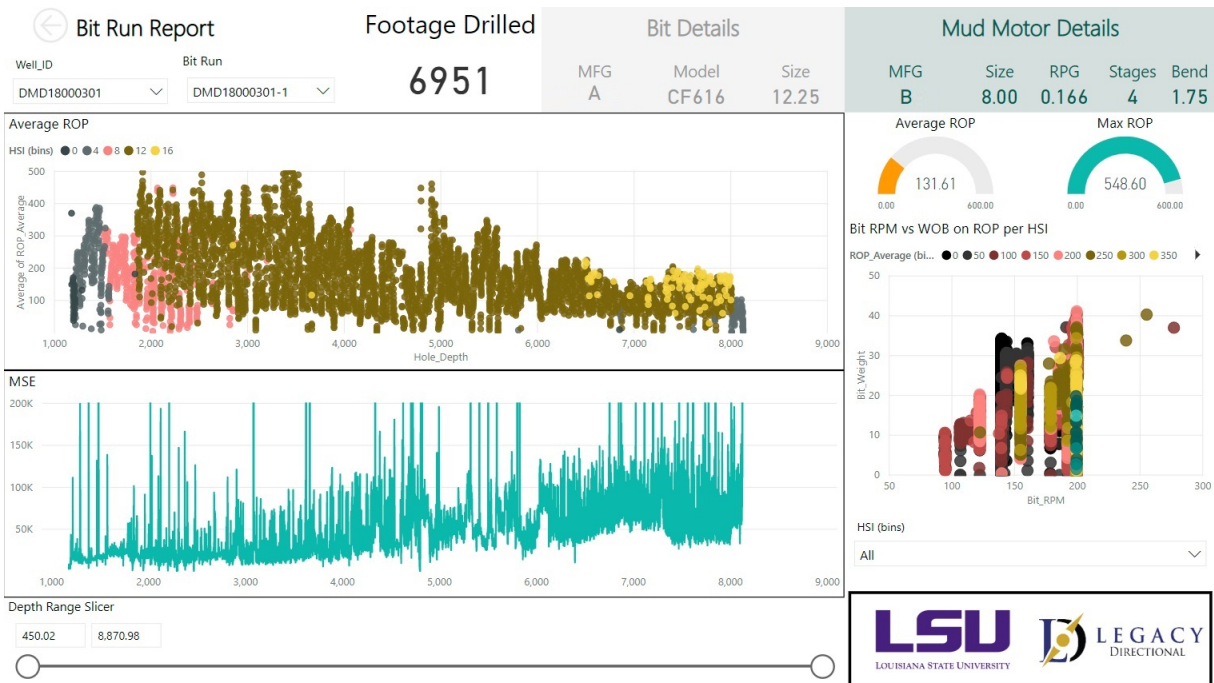 Bit Run Report
Well_ID
DMD18000301
Bit Run
DMD18000301-1
Footage Drilled
6951
Bit Details
MFG Model Size
A CF616 12.25
Mud Motor Details
MFG Size RPG Stages Bend
B 8.00 0.166 4 1.75
Average ROP
HSI (bins) 0 4 8 12 16
Average of ROP_Average
500
400
300
200
100
1,000 2,000 3,000 4,000 5,000 6,000 7,000 8,000 9,000
Hole_Depth
MSE
200K
150K
100K
50K
1,000 2,000 3,000 4,000 5,000 6,000 7,000 8,000 9,000
Depth Range Slicer
450.02 8,870.98
Average ROP
131.61
0.00 600.00
Max ROP
548.60
0.00 600.00
Bit RPM vs WOB on ROP per HSI
ROP_Average (bi... 0 50 100 150 200 250 300 350
Bit_Weight
50
40
30
20
10
0
50 100 150 200 250 300
Bit_RPM
HSI (bins)
All
LSU
LOUISIANA STATE UNIVERSITY
LD
LEGACY
DIRECTIONAL